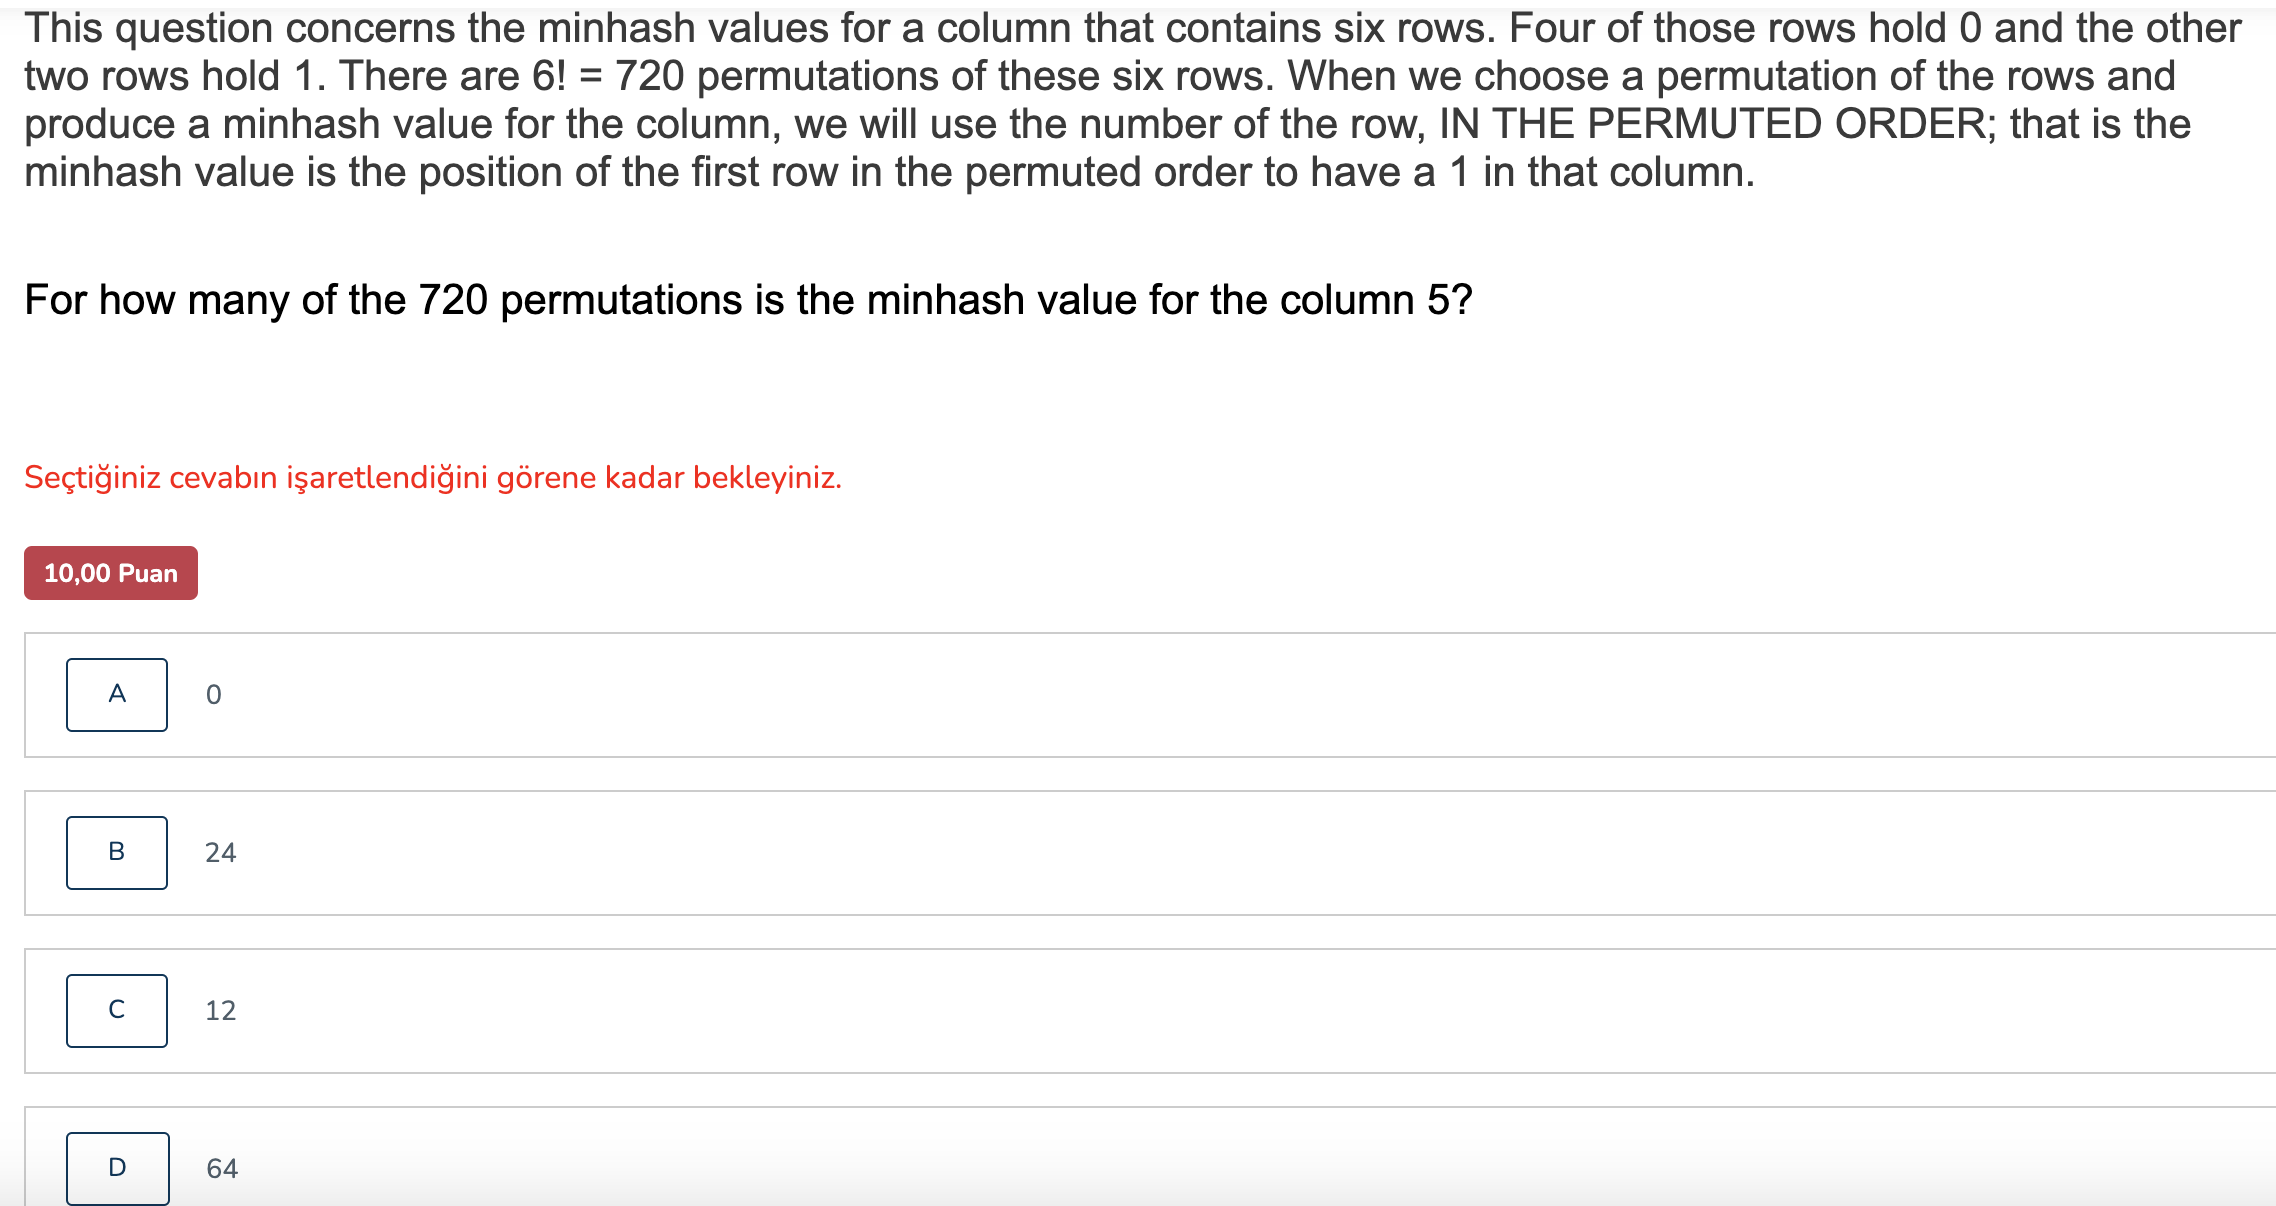 This question concerns the minhash values for a column that contains six rows. Four of those rows hold 0 and the other
two rows hold 1. There are 6! = 720 permutations of these six rows. When we choose a permutation of the rows and
produce a minhash value for the column, we will use the number of the row, IN THE PERMUTED ORDER; that is the
minhash value is the position of the first row in the permuted order to have a 1 in that column.
For how many of the 720 permutations is the minhash value for the column 5?
Seçtiğiniz cevabın işaretlendiğini görene kadar bekleyiniz.
10,00 Puan
A 0
B 24
C 12
D 64